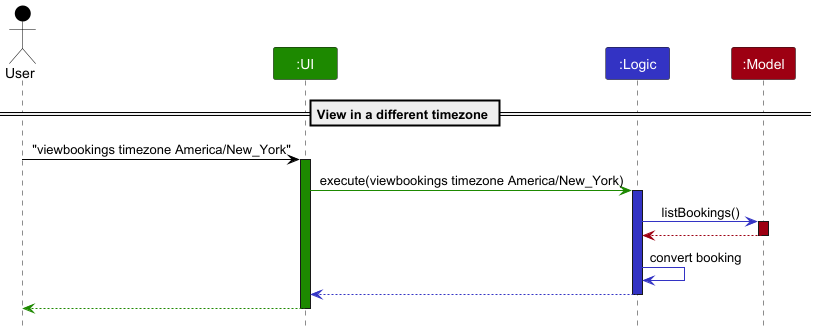 User
:UI
:Logic
:Model
View in a different timezone
"viewbookings timezone America/New_York"
execute(viewbookings timezone America/New_York)
listBookings()
convert booking